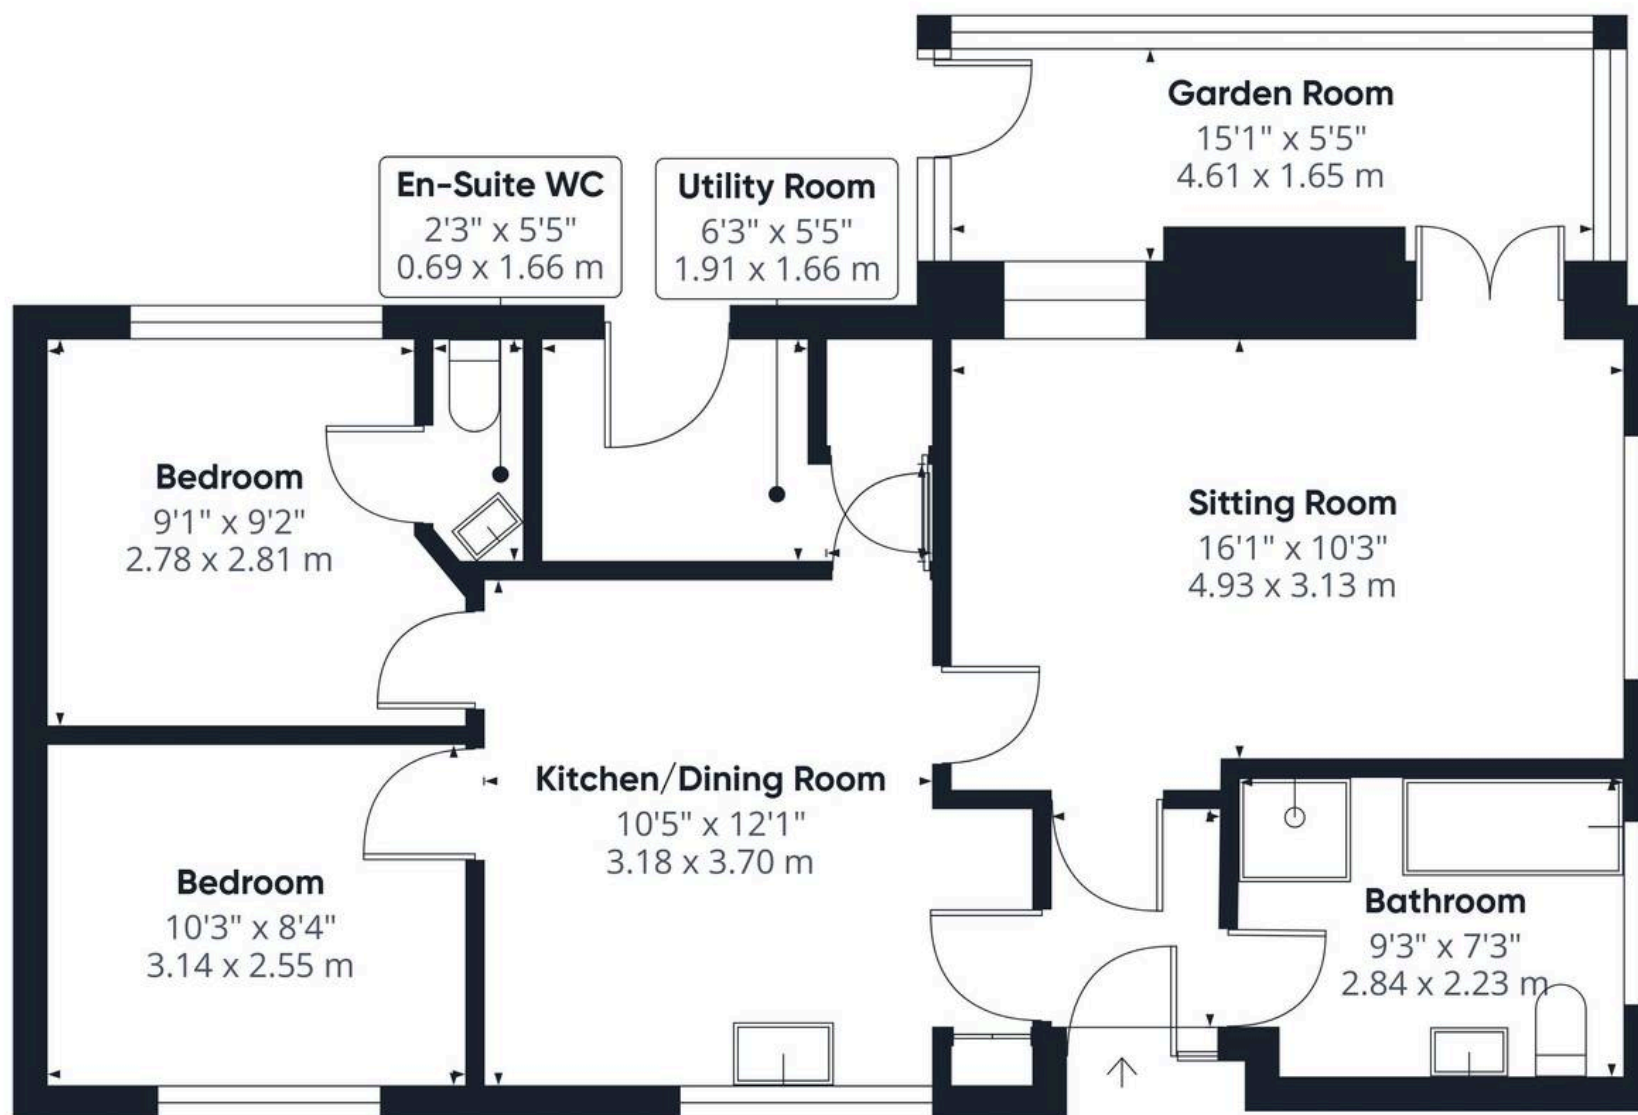 Garden Room
15'1" x 5'5"
4.61 x 1.65 m
En-Suite WC
2'3" x 5'5"
0.69 x 1.66 m
Utility Room
6'3" x 5'5"
1.91 x 1.66 m
Bedroom
9'1" x 9'2"
2.78 x 2.81 m
Sitting Room
16'1" x 10'3"
4.93 x 3.13 m
Kitchen/Dining Room
10'5" x 12'1"
3.18 x 3.70 m
Bedroom
10'3" x 8'4"
3.14 x 2.55 m
Bathroom
9'3" x 7'3"
2.84 x 2.23 m